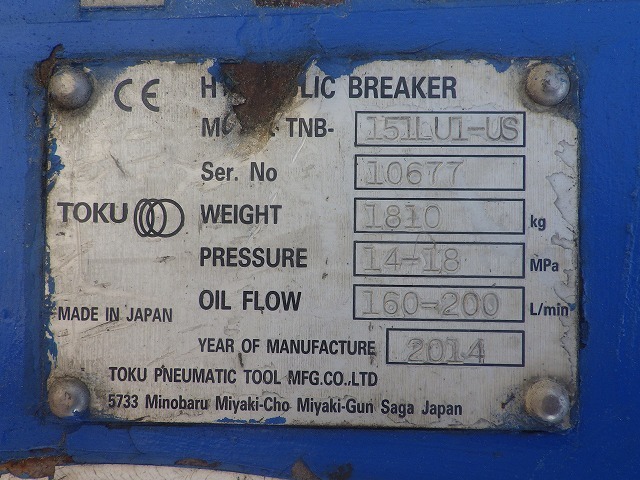 CE HY LIC BREAKER
MO TNB- 151LU1-US
Ser. No 10677
TOKU WEIGHT 1810 kg
PRESSURE 14-18 MPa
OIL FLOW 160-200 L/min
MADE IN JAPAN
YEAR OF MANUFACTURE 2014
TOKU PNEUMATIC TOOL MFG.CO.,LTD
5733 Minobaru Miyaki-Cho Miyaki-Gun Saga Japan